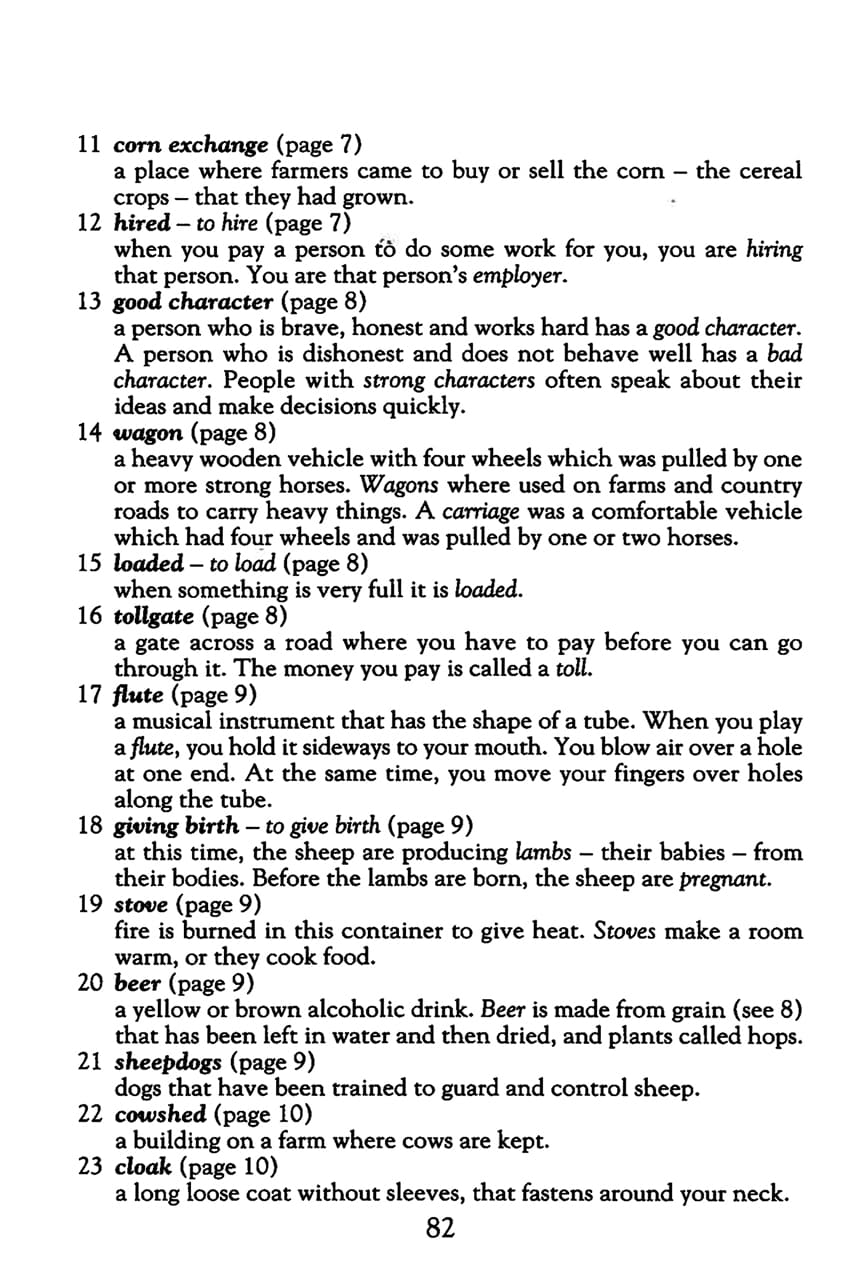 11 corn exchange (page 7)
a place where farmers came to buy or sell the corn – the cereal
crops – that they had grown.
12 hired – to hire (page 7)
when you pay a person to do some work for you, you are hiring
that person. You are that person's employer.
13 good character (page 8)
a person who is brave, honest and works hard has a good character.
A person who is dishonest and does not behave well has a bad
character. People with strong characters often speak about their
ideas and make decisions quickly.
14 wagon (page 8)
a heavy wooden vehicle with four wheels which was pulled by one
or more strong horses. Wagons where used on farms and country
roads to carry heavy things. A carriage was a comfortable vehicle
which had four wheels and was pulled by one or two horses.
15 loaded – to load (page 8)
when something is very full it is loaded.
16 tollgate (page 8)
a gate across a road where you have to pay before you can go
through it. The money you pay is called a toll.
17 flute (page 9)
a musical instrument that has the shape of a tube. When you play
a flute, you hold it sideways to your mouth. You blow air over a hole
at one end. At the same time, you move your fingers over holes
along the tube.
18 giving birth – to give birth (page 9)
at this time, the sheep are producing lambs – their babies – from
their bodies. Before the lambs are born, the sheep are pregnant.
19 stove (page 9)
fire is burned in this container to give heat. Stoves make a room
warm, or they cook food.
20 beer (page 9)
a yellow or brown alcoholic drink. Beer is made from grain (see 8)
that has been left in water and then dried, and plants called hops.
21 sheepdogs (page 9)
dogs that have been trained to guard and control sheep.
22 cowshed (page 10)
a building on a farm where cows are kept.
23 cloak (page 10)
a long loose coat without sleeves, that fastens around your neck.
82